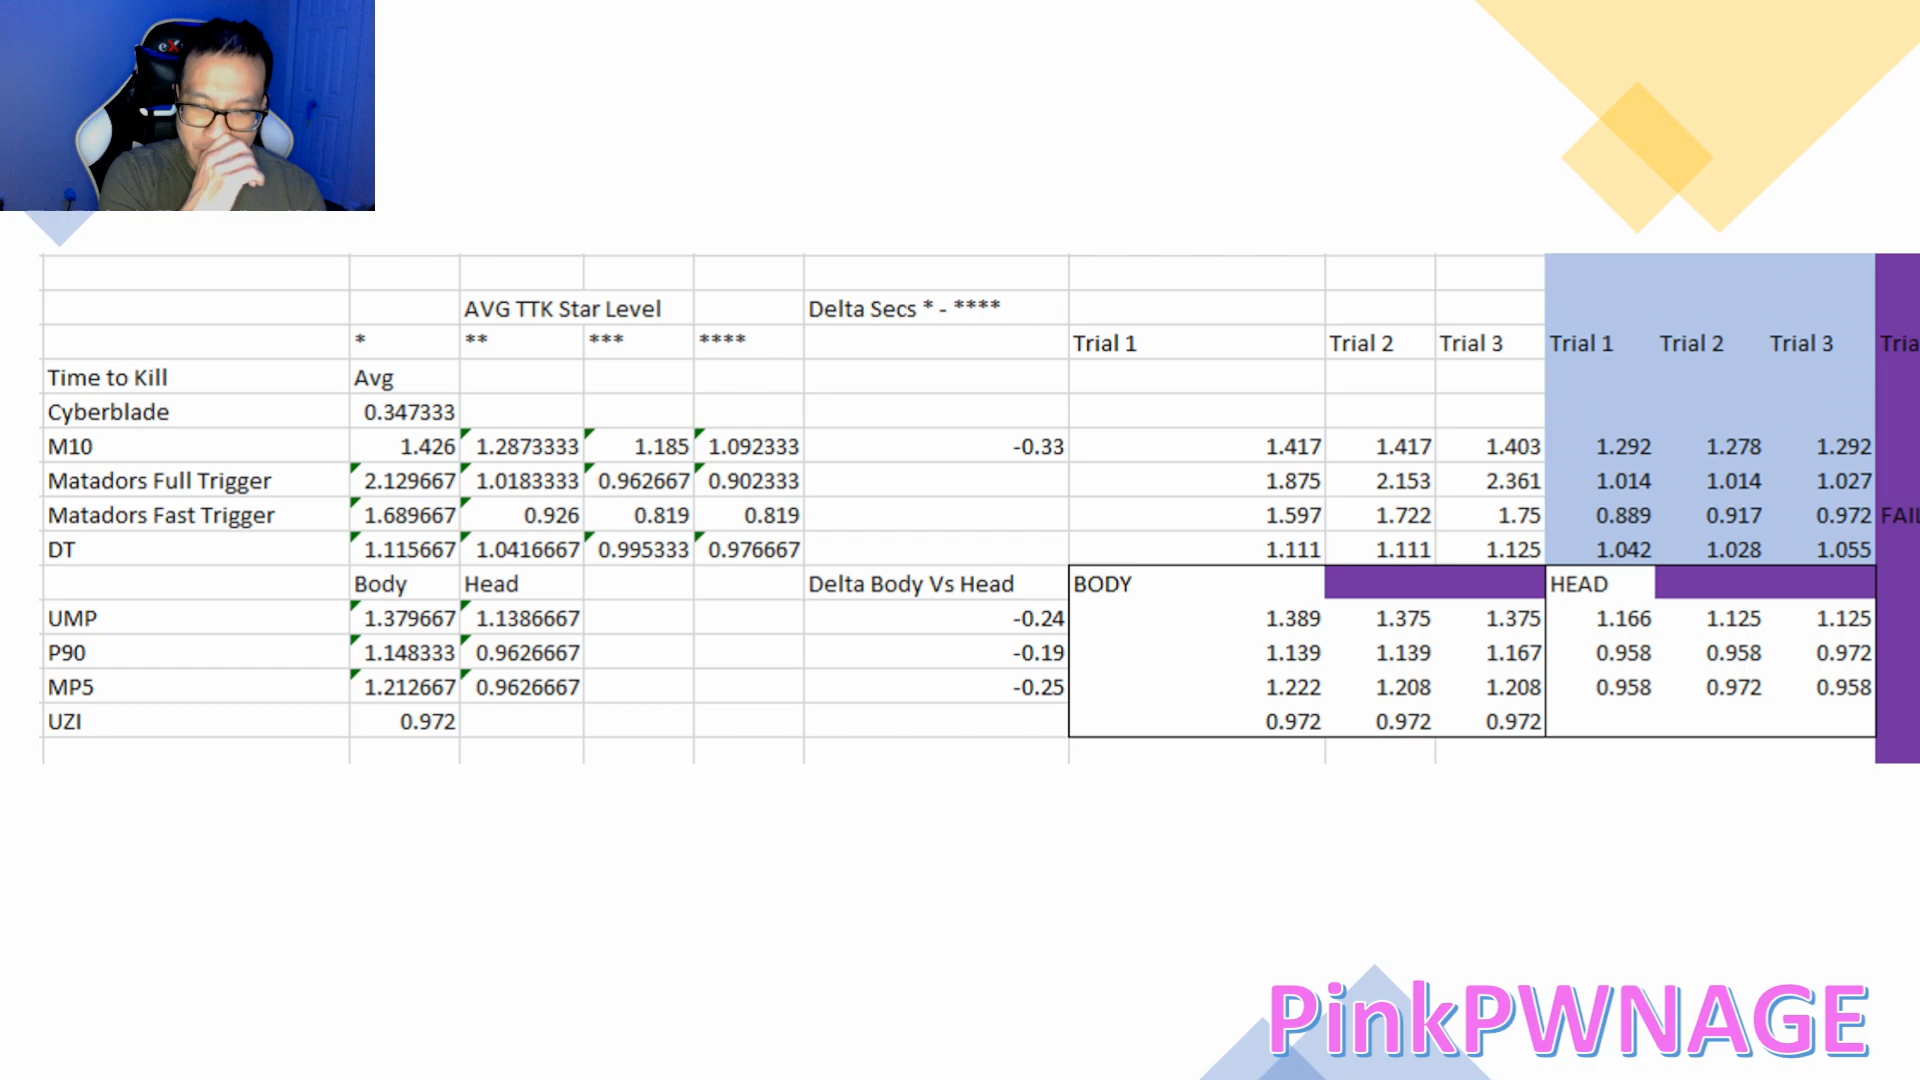 eX
AVG TTK Star Level Delta Secs * - ****
* ** *** **** Trial 1 Trial 2 Trial 3 Trial 1 Trial 2 Trial 3 Tria
Time to Kill Avg
Cyberblade 0.347333
M10 1.426 1.2873333 1.185 1.092333 -0.33 1.417 1.417 1.403 1.292 1.278 1.292
Matadors Full Trigger 2.129667 1.0183333 0.962667 0.902333 1.875 2.153 2.361 1.014 1.014 1.027
Matadors Fast Trigger 1.689667 0.926 0.819 0.819 1.597 1.722 1.75 0.889 0.917 0.972 FAIL
DT 1.115667 1.0416667 0.995333 0.976667 1.111 1.111 1.125 1.042 1.028 1.055
Body Head Delta Body Vs Head BODY HEAD
UMP 1.379667 1.1386667 -0.24 1.389 1.375 1.375 1.166 1.125 1.125
P90 1.148333 0.9626667 -0.19 1.139 1.139 1.167 0.958 0.958 0.972
MP5 1.212667 0.9626667 -0.25 1.222 1.208 1.208 0.958 0.972 0.958
UZI 0.972 0.972 0.972 0.972
PinkPWNAGE